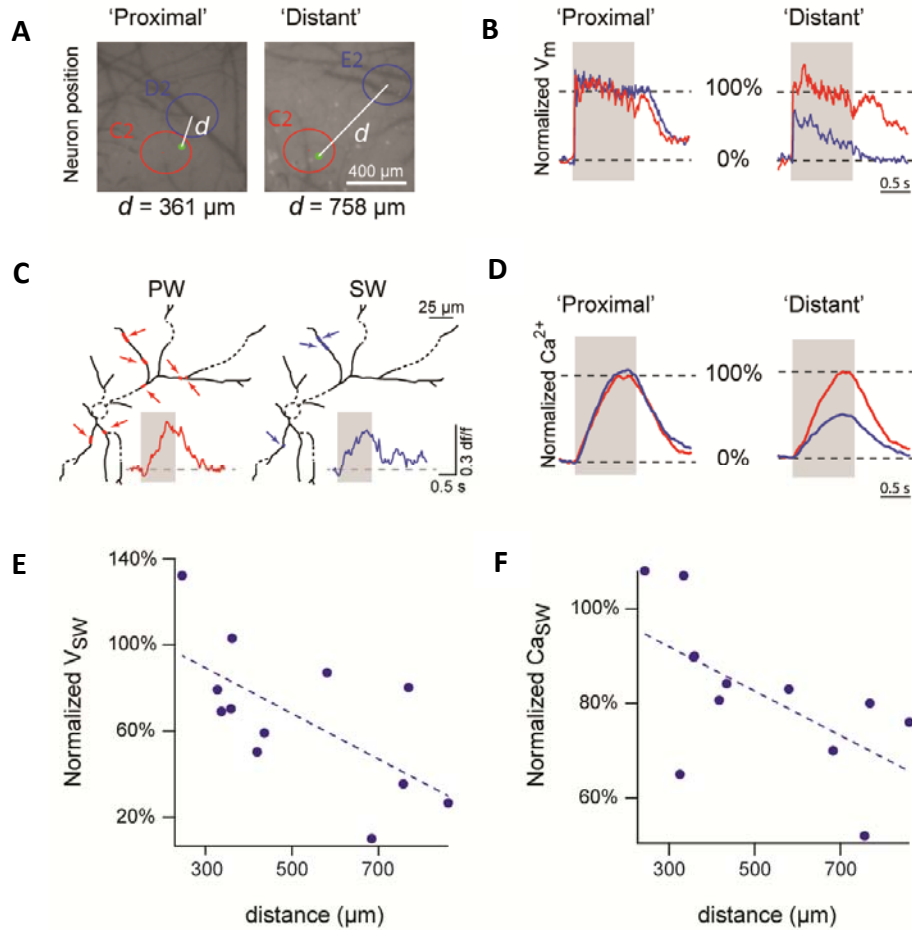 A
'Proximal'
'Distant'
Neuron position
D2
C2
d
E2
C2
d
400 µm
d = 361 µm
d = 758 µm
B
'Proximal'
'Distant'
Normalized Vm
100%
0%
0.5 s
C
PW
SW
25 µm
0.3 df/f
0.5 s
D
'Proximal'
'Distant'
Normalized Ca2+
100%
0%
0.5 s
E
140%
100%
60%
20%
Normalized VSW
300
500
700
distance (µm)
F
100%
80%
60%
Normalized CaSW
300
500
700
distance (µm)